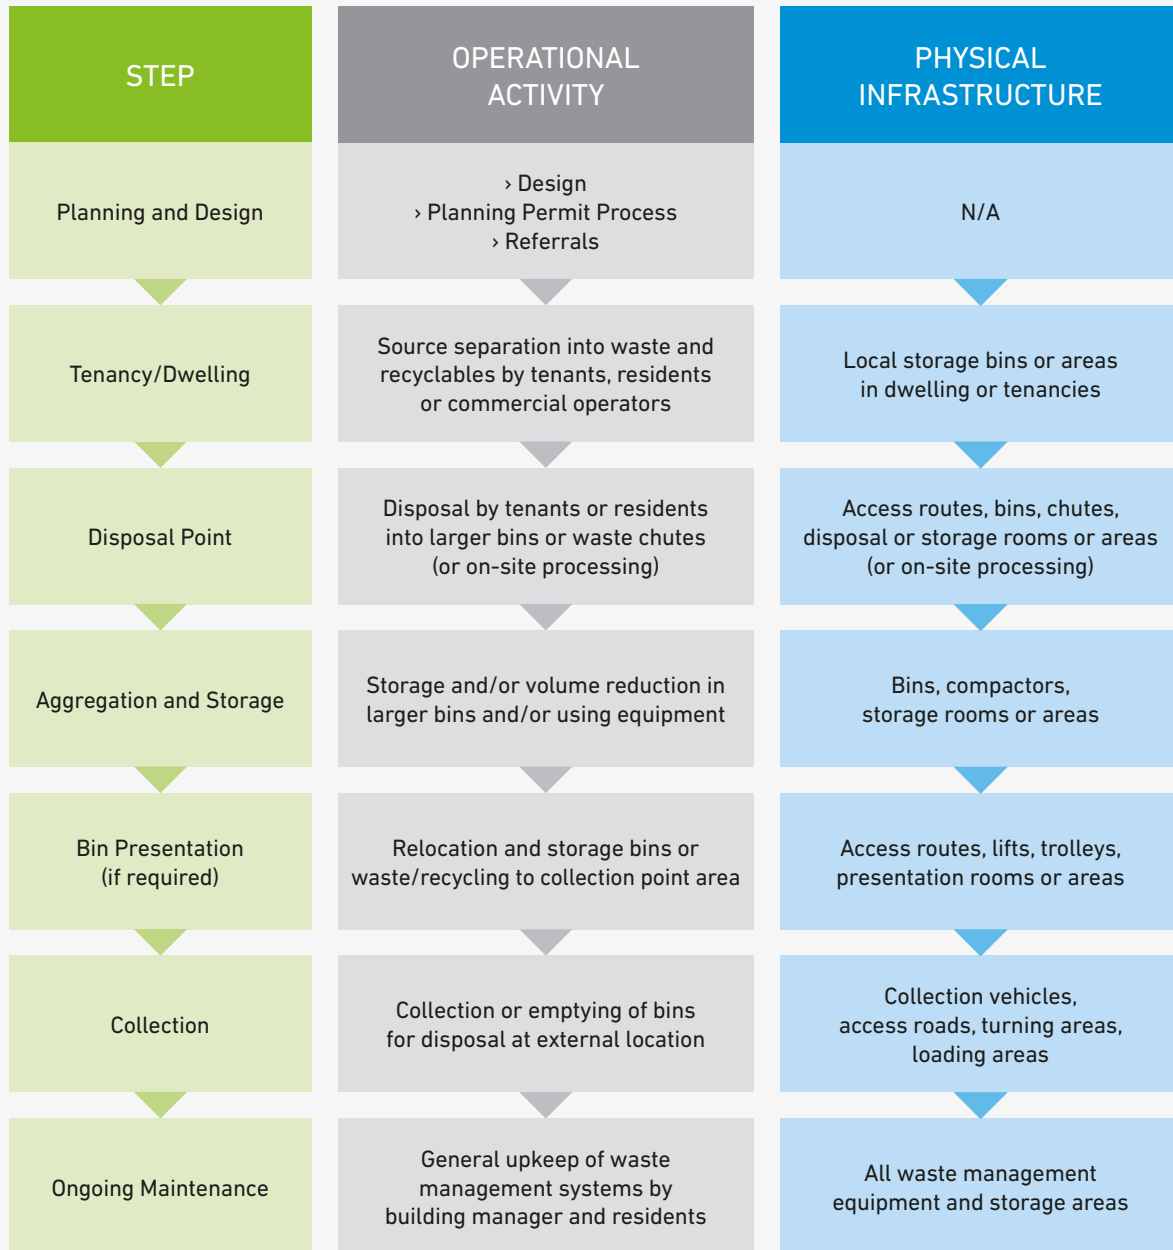 STEP
OPERATIONAL
ACTIVITY
PHYSICAL
INFRASTRUCTURE
Planning and Design
› Design
› Planning Permit Process
› Referrals
N/A
Tenancy/Dwelling
Source separation into waste and
recyclables by tenants, residents
or commercial operators
Local storage bins or areas
in dwelling or tenancies
Disposal Point
Disposal by tenants or residents
into larger bins or waste chutes
(or on-site processing)
Access routes, bins, chutes,
disposal or storage rooms or areas
(or on-site processing)
Aggregation and Storage
Storage and/or volume reduction in
larger bins and/or using equipment
Bins, compactors,
storage rooms or areas
Bin Presentation
(if required)
Relocation and storage bins or
waste/recycling to collection point area
Access routes, lifts, trolleys,
presentation rooms or areas
Collection
Collection or emptying of bins
for disposal at external location
Collection vehicles,
access roads, turning areas,
loading areas
Ongoing Maintenance
General upkeep of waste
management systems by
building manager and residents
All waste management
equipment and storage areas